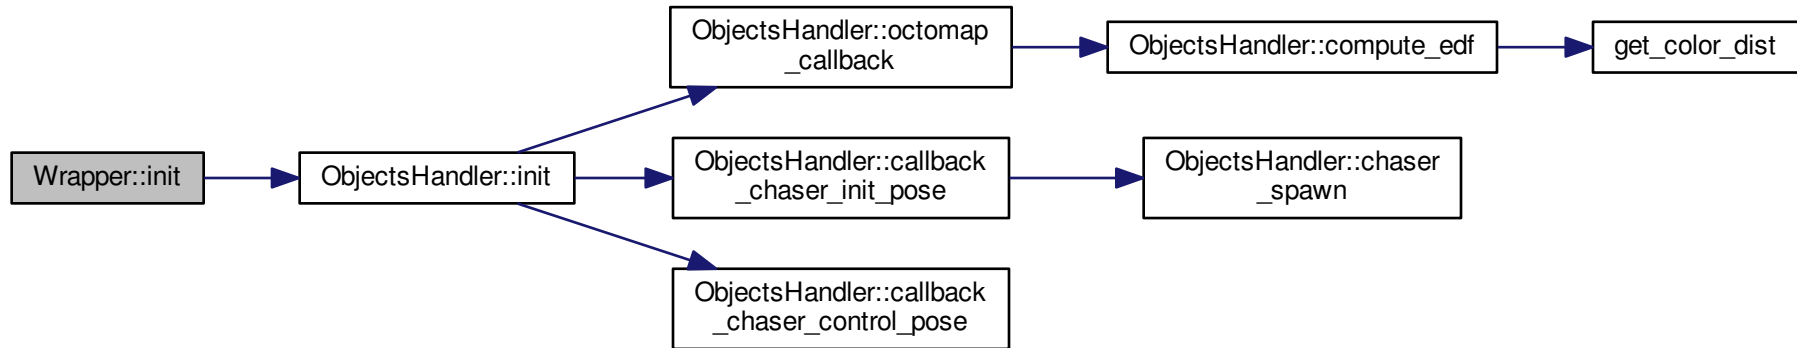 ObjectsHandler::octomap
_callback
ObjectsHandler::compute_edf
get_color_dist
Wrapper::init
ObjectsHandler::init
ObjectsHandler::callback
_chaser_init_pose
ObjectsHandler::chaser
_spawn
ObjectsHandler::callback
_chaser_control_pose